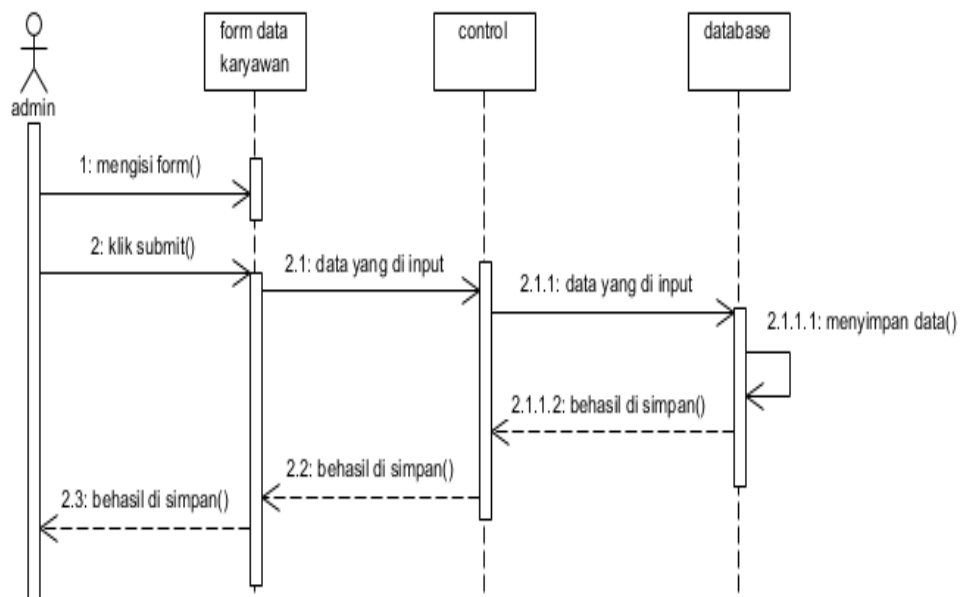 form data
karyawan
control
database
admin
1: mengisi form()
2: klik submit()
2.1: data yang di input
2.1.1: data yang di input
2.1.1.1: menyimpan data()
2.1.1.2: behasil di simpan()
2.2: behasil di simpan()
2.3: behasil di simpan()